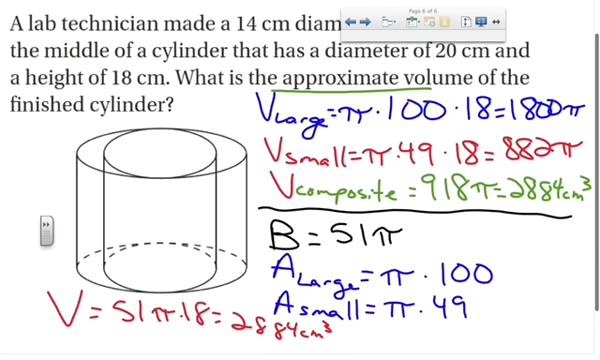 A lab technician made a 14 cm diam
Page 6 of 6
the middle of a cylinder that has a diameter of 20 cm and
a height of 18 cm. What is the approximate volume of the
finished cylinder?
VLarge=π·100·18=1800π
Vsmall=π·49·18=882π
Vcomposite=918π=2884cm³
B=51π
ALarge=π·100
Asmall=π·49
V=51π·18=2884cm³